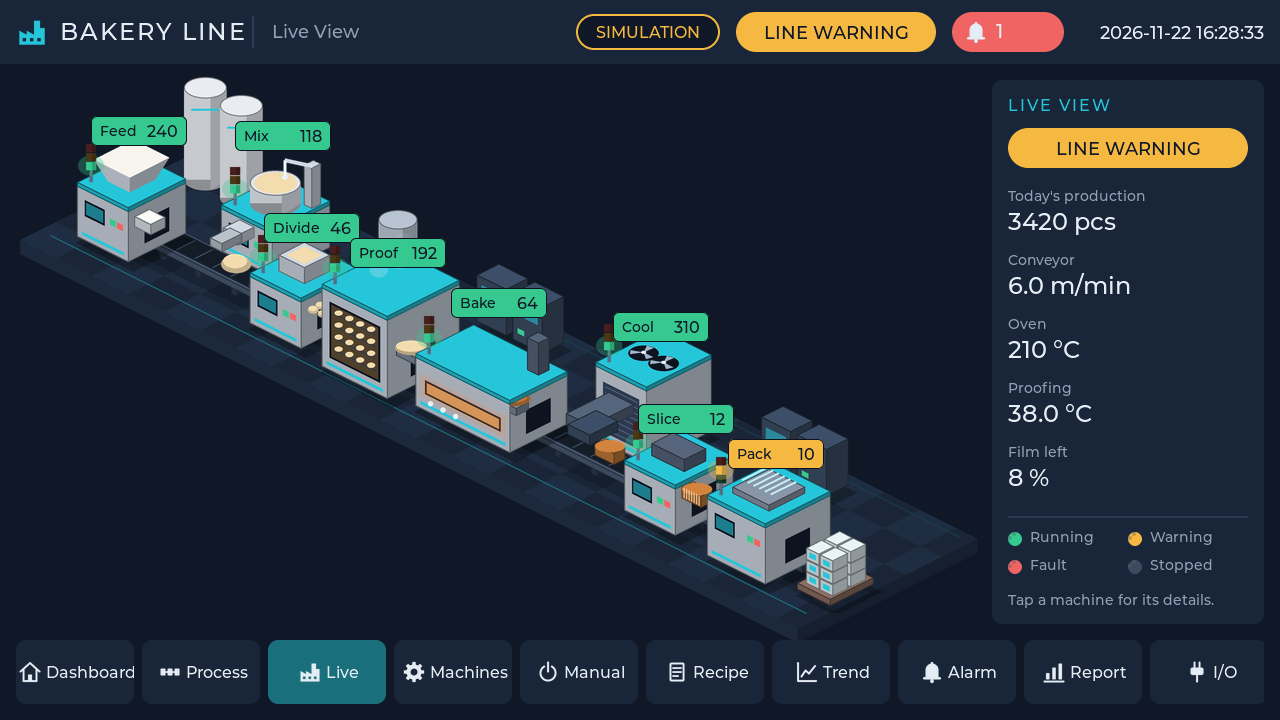 BAKERY LINE
Live View
SIMULATION
LINE WARNING
1
2026-11-22 16:28:33
Feed 240
Mix 118
Divide 46
Proof 192
Bake 64
Cool 310
Slice 12
Pack 10
LIVE VIEW
LINE WARNING
Today's production
3420 pcs
Conveyor
6.0 m/min
Oven
210 °C
Proofing
38.0 °C
Film left
8 %
Running
Warning
Fault
Stopped
Tap a machine for its details.
Dashboard
Process
Live
Machines
Manual
Recipe
Trend
Alarm
Report
I/O